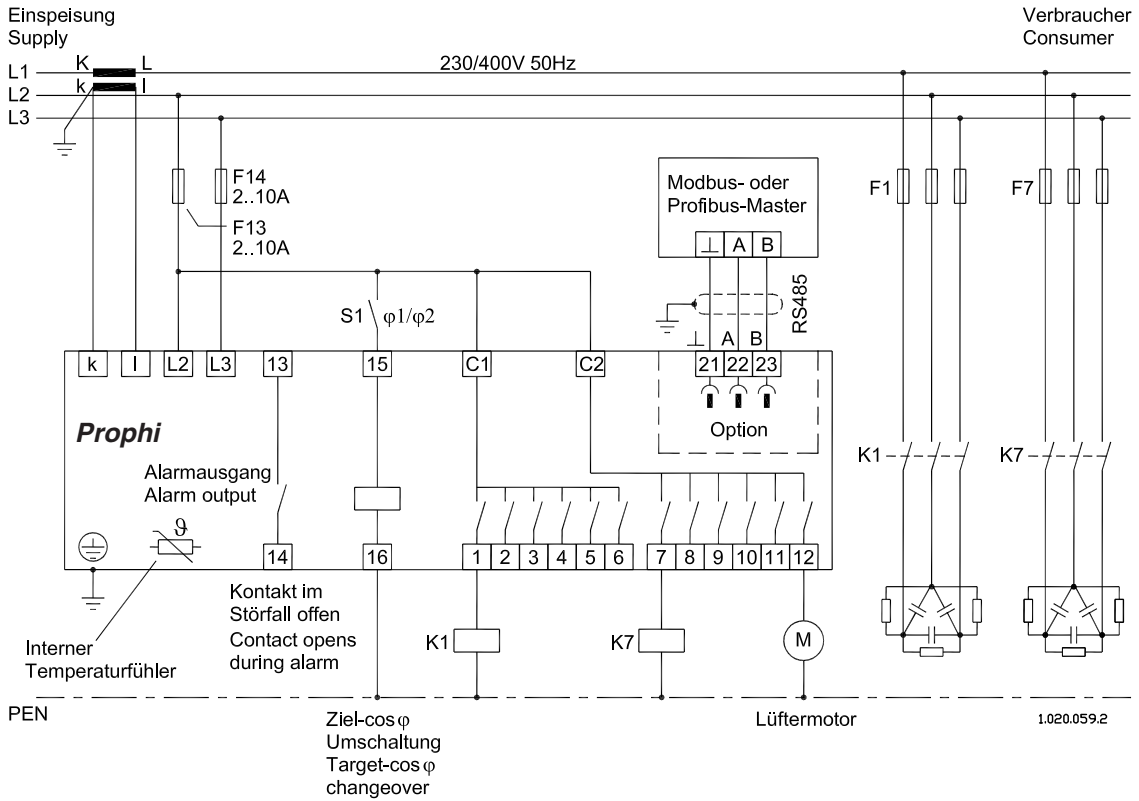 Einspeisung
Supply
Verbraucher
Consumer
K L
230/400V 50Hz
L1
k l
L2
L3
F14
2..10A
F13
2..10A
Modbus- oder
Profibus-Master
⊥ A B
F1
F7
RS485
S1 φ1/φ2
⊥ A B
k l L2 L3 13 15 C1 C2 21 22 23
Prophi
Option
Alarmausgang
Alarm output
K1
K7
ϑ
14 16 1 2 3 4 5 6 7 8 9 10 11 12
Kontakt im
Störfall offen
Contact opens
during alarm
K1
K7
M
Interner
Temperaturfühler
PEN
Ziel-cos φ
Umschaltung
Target-cos φ
changeover
Lüftermotor
1.020.059.2